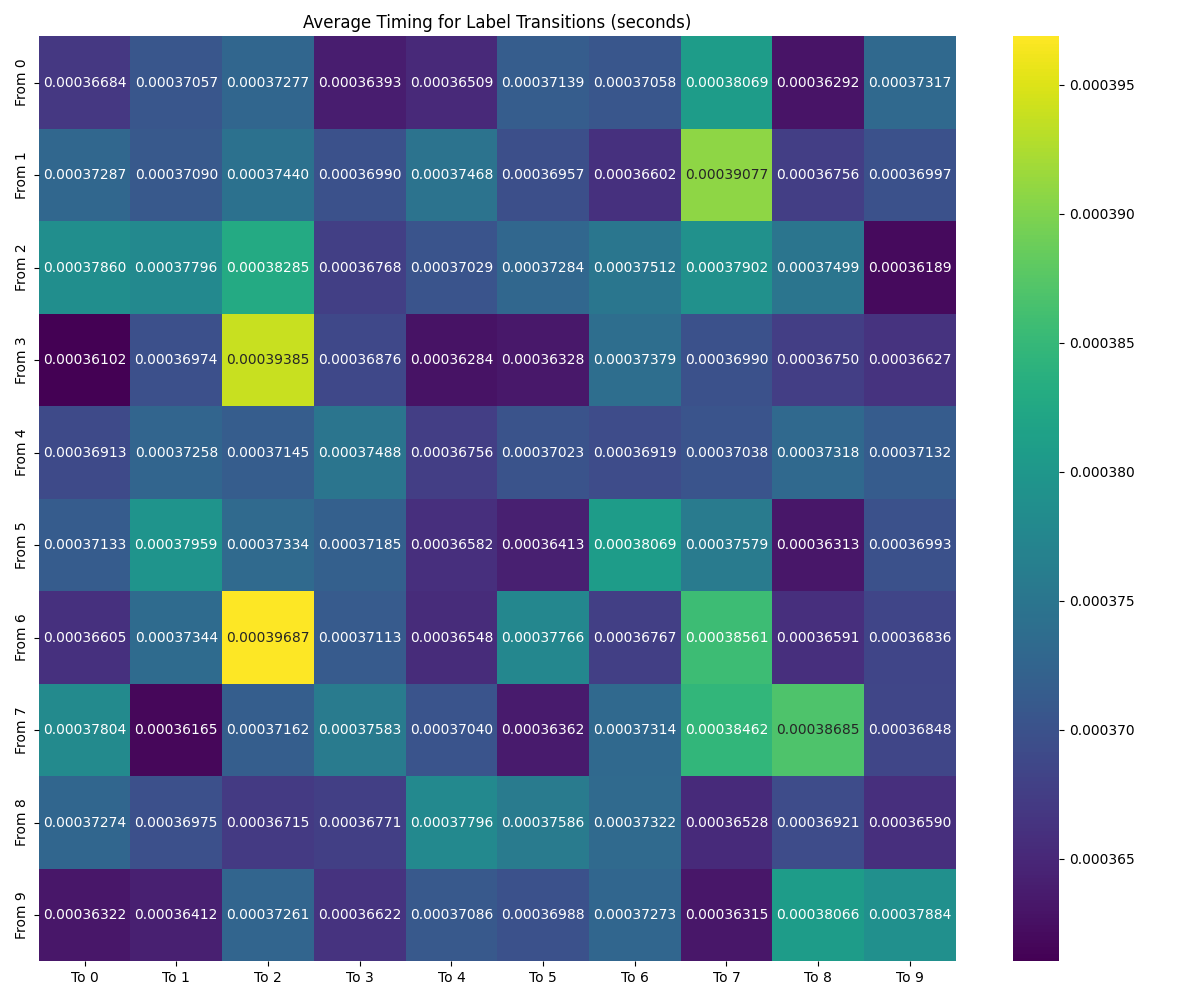 Average Timing for Label Transitions (seconds)
From 0 0.00036684 0.00037057 0.00037277 0.00036393 0.00036509 0.00037139 0.00037058 0.00038069 0.00036292 0.00037317
From 1 0.00037287 0.00037090 0.00037440 0.00036990 0.00037468 0.00036957 0.00036602 0.00039077 0.00036756 0.00036997
From 2 0.00037860 0.00037796 0.00038285 0.00036768 0.00037029 0.00037284 0.00037512 0.00037902 0.00037499 0.00036189
From 3 0.00036102 0.00036974 0.00039385 0.00036876 0.00036284 0.00036328 0.00037379 0.00036990 0.00036750 0.00036627
From 4 0.00036913 0.00037258 0.00037145 0.00037488 0.00036756 0.00037023 0.00036919 0.00037038 0.00037318 0.00037132
From 5 0.00037133 0.00037959 0.00037334 0.00037185 0.00036582 0.00036413 0.00038069 0.00037579 0.00036313 0.00036993
From 6 0.00036605 0.00037344 0.00039687 0.00037113 0.00036548 0.00037766 0.00036767 0.00038561 0.00036591 0.00036836
From 7 0.00037804 0.00036165 0.00037162 0.00037583 0.00037040 0.00036362 0.00037314 0.00038462 0.00038685 0.00036848
From 8 0.00037274 0.00036975 0.00036715 0.00036771 0.00037796 0.00037586 0.00037322 0.00036528 0.00036921 0.00036590
From 9 0.00036322 0.00036412 0.00037261 0.00036622 0.00037086 0.00036988 0.00037273 0.00036315 0.00038066 0.00037884
To 0 To 1 To 2 To 3 To 4 To 5 To 6 To 7 To 8 To 9
0.000395
0.000390
0.000385
0.000380
0.000375
0.000370
0.000365